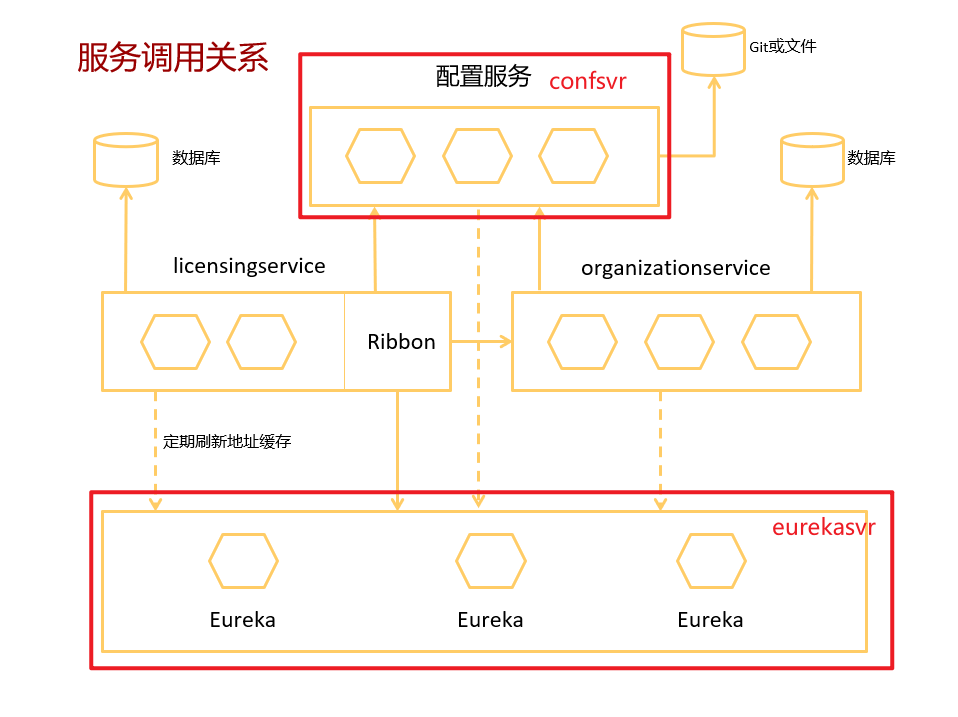 服务调用关系
Git或文件
配置服务 confsvr
数据库
数据库
licensingservice
organizationservice
Ribbon
定期刷新地址缓存
eurekasvr
Eureka
Eureka
Eureka